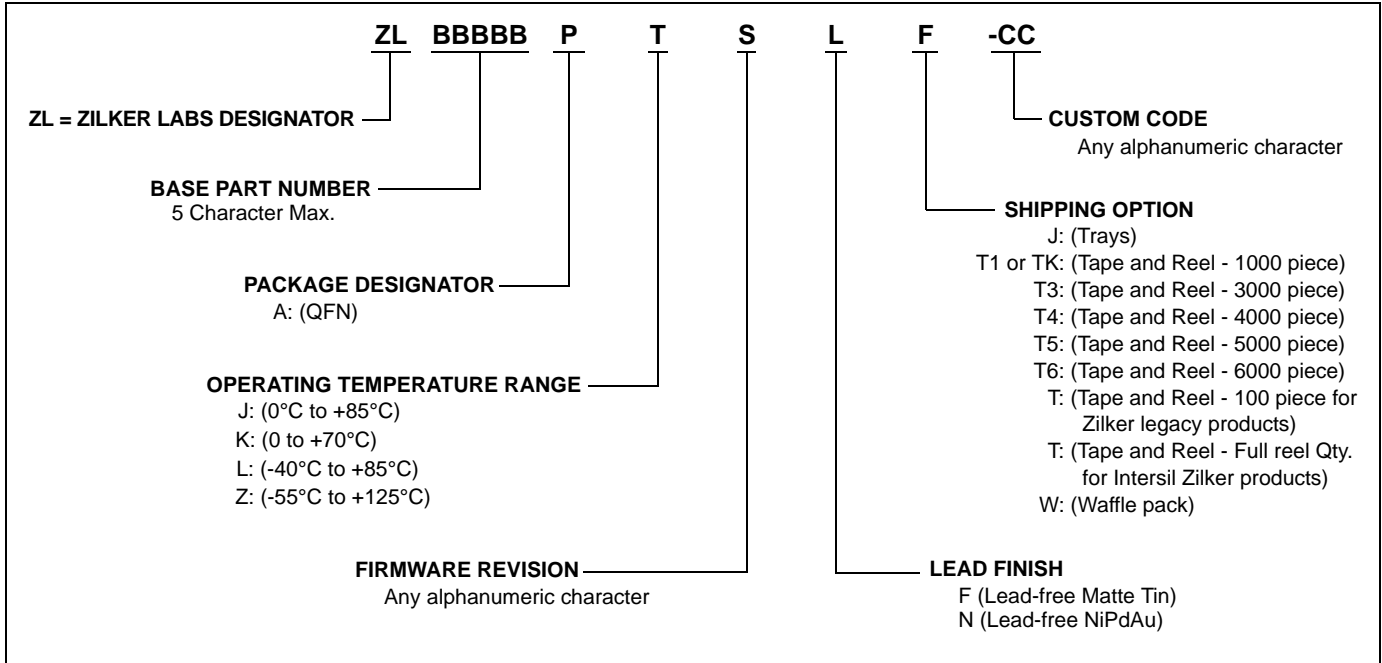 ZL BBBBB P T S L F -CC
ZL = ZILKER LABS DESIGNATOR
BASE PART NUMBER
5 Character Max.
PACKAGE DESIGNATOR
A: (QFN)
OPERATING TEMPERATURE RANGE
J: (0°C to +85°C)
K: (0 to +70°C)
L: (-40°C to +85°C)
Z: (-55°C to +125°C)
FIRMWARE REVISION
Any alphanumeric character
CUSTOM CODE
Any alphanumeric character
SHIPPING OPTION
J: (Trays)
T1 or TK: (Tape and Reel - 1000 piece)
T3: (Tape and Reel - 3000 piece)
T4: (Tape and Reel - 4000 piece)
T5: (Tape and Reel - 5000 piece)
T6: (Tape and Reel - 6000 piece)
T: (Tape and Reel - 100 piece for
Zilker legacy products)
T: (Tape and Reel - Full reel Qty.
for Intersil Zilker products)
W: (Waffle pack)
LEAD FINISH
F (Lead-free Matte Tin)
N (Lead-free NiPdAu)